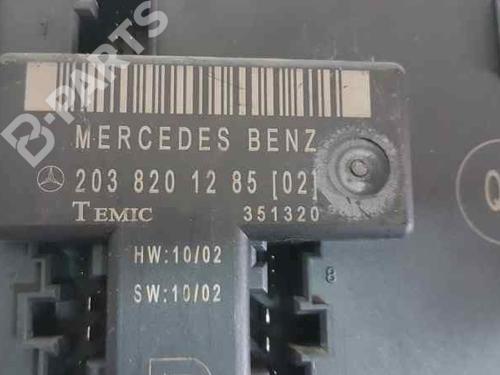 B-PARTS
MERCEDES BENZ
203 820 12 85 [02]
TEMIC 351320
HW:10/02
SW:10/02
8
Q